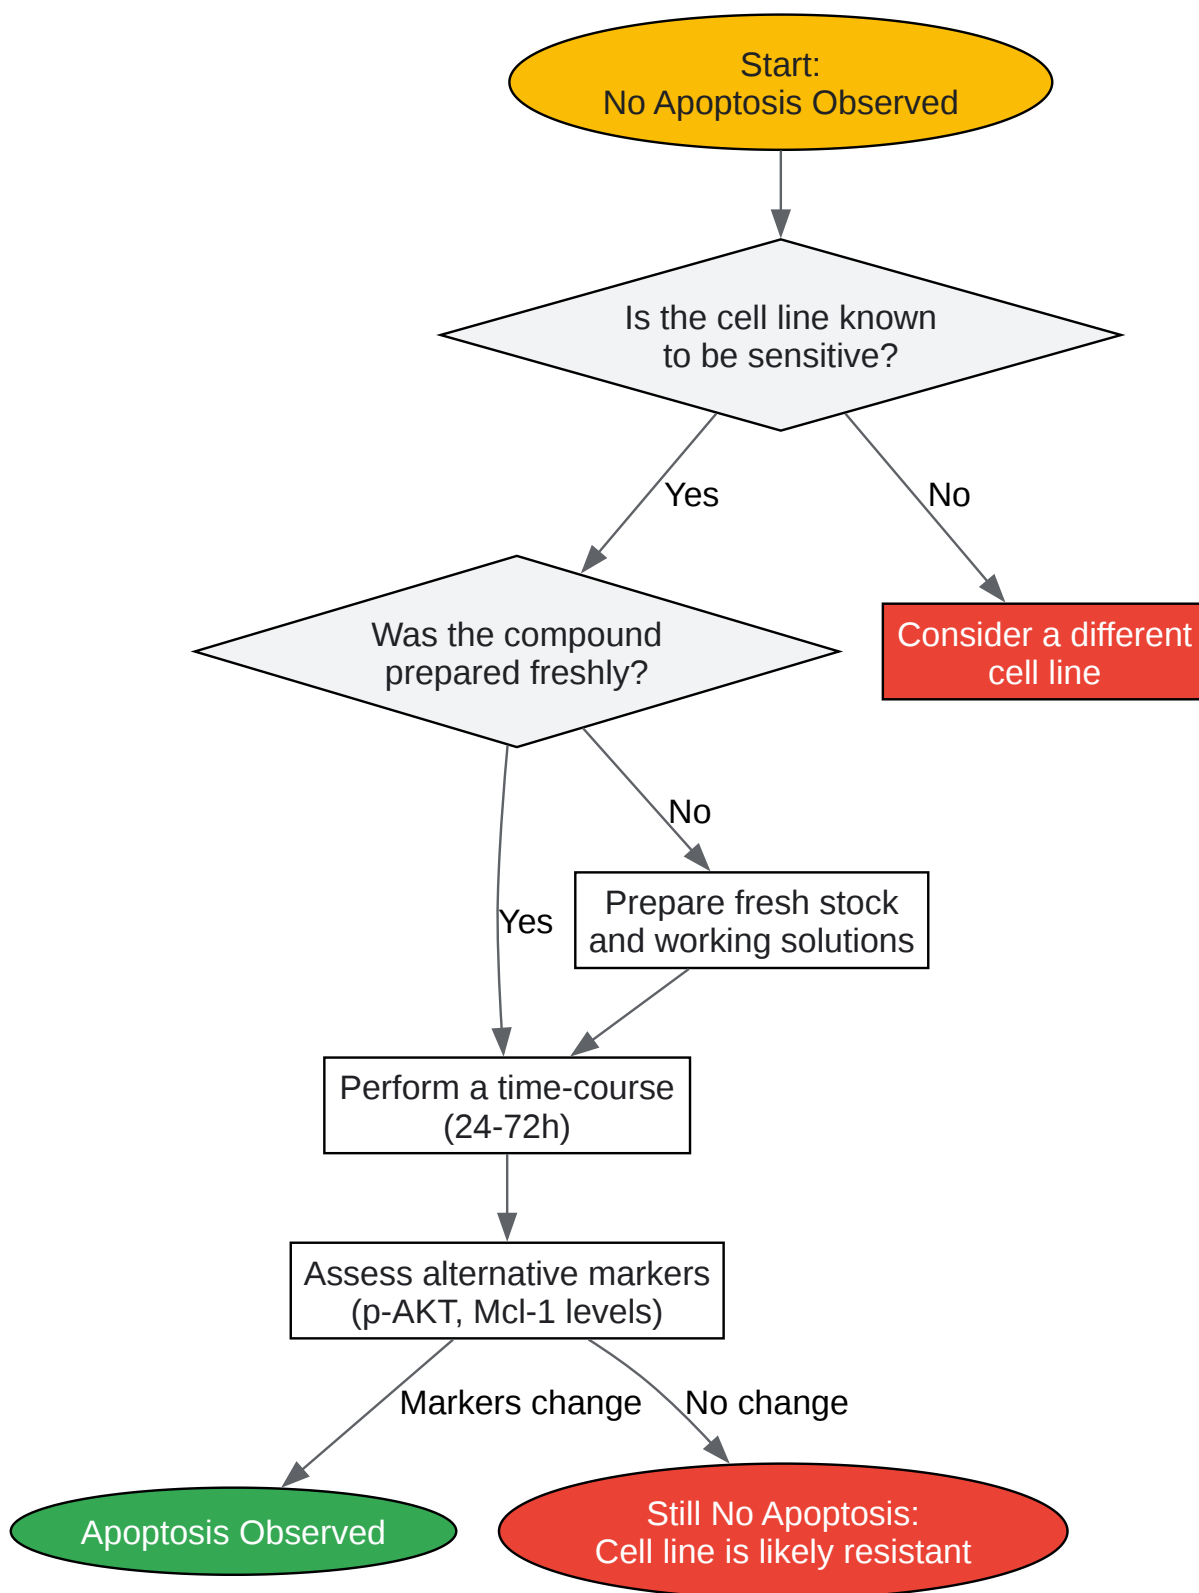 Start:
No Apoptosis Observed
Is the cell line known
to be sensitive?
Yes
No
Was the compound
prepared freshly?
Consider a different
cell line
No
Yes
Prepare fresh stock
and working solutions
Perform a time-course
(24-72h)
Assess alternative markers
(p-AKT, Mcl-1 levels)
Markers change
No change
Apoptosis Observed
Still No Apoptosis:
Cell line is likely resistant